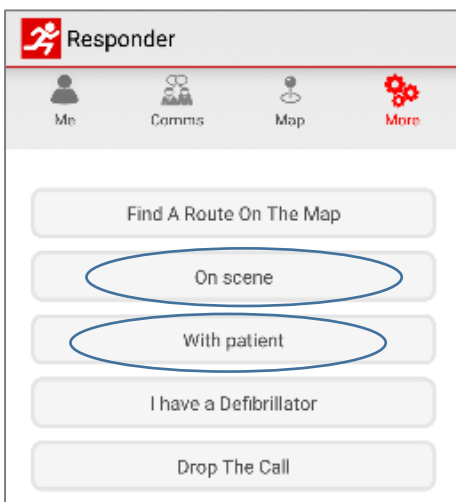 Responder
Me Comms Map More
Find A Route On The Map
On scene
With patient
I have a Defibrillator
Drop The Call